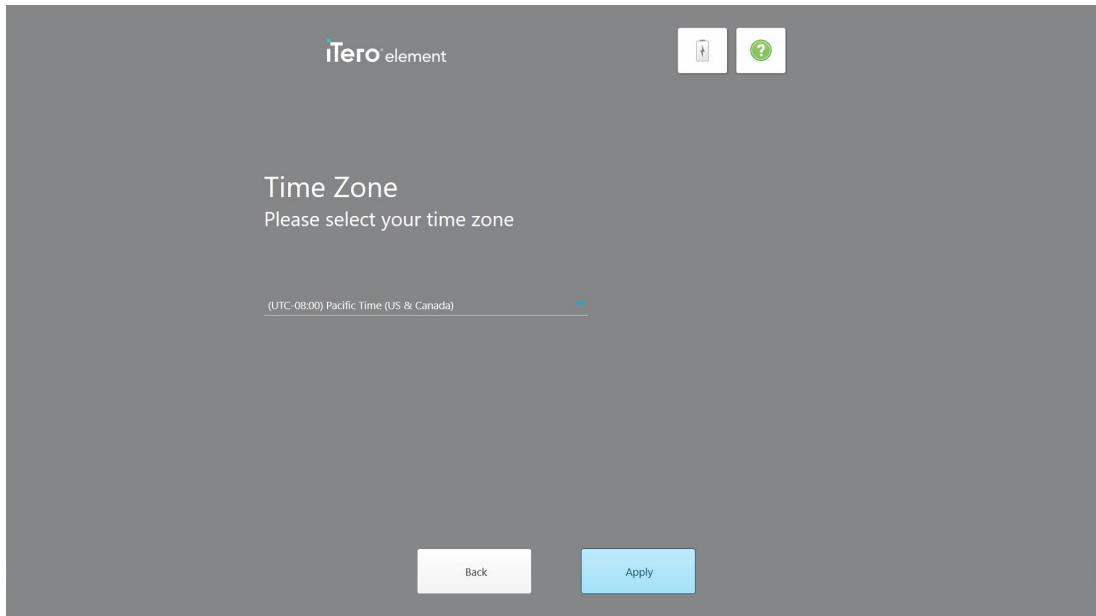 iTero element
?
Time Zone
Please select your time zone
(UTC-08:00) Pacific Time (US & Canada)
Back
Apply